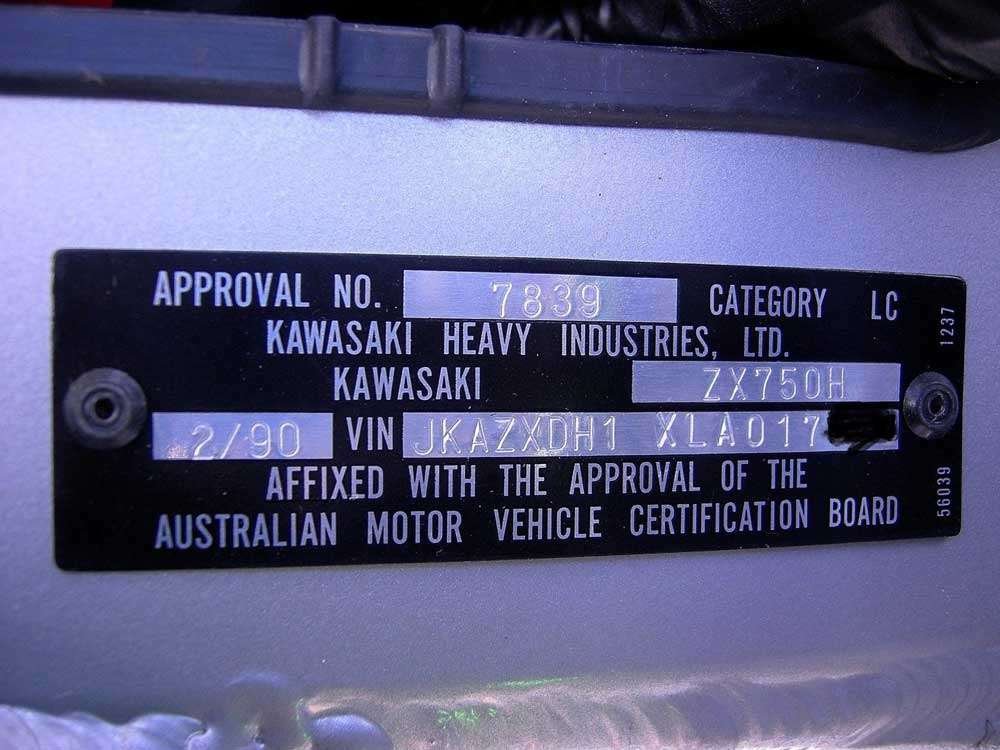 APPROVAL NO. 7839 CATEGORY LC
KAWASAKI HEAVY INDUSTRIES, LTD.
KAWASAKI ZX750H
2/90 VIN JKAZXDH1 XLA017
AFFIXED WITH THE APPROVAL OF THE
AUSTRALIAN MOTOR VEHICLE CERTIFICATION BOARD
1237
56039